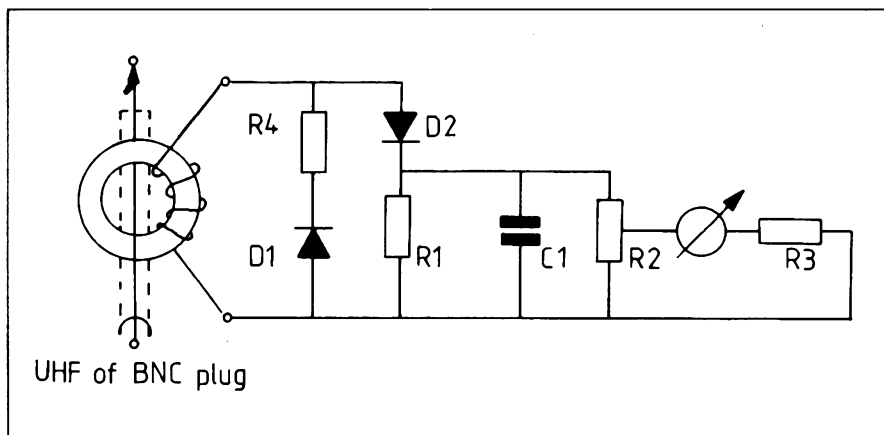 R4
D2
D1
R1
C1
R2
R3
UHF of BNC plug